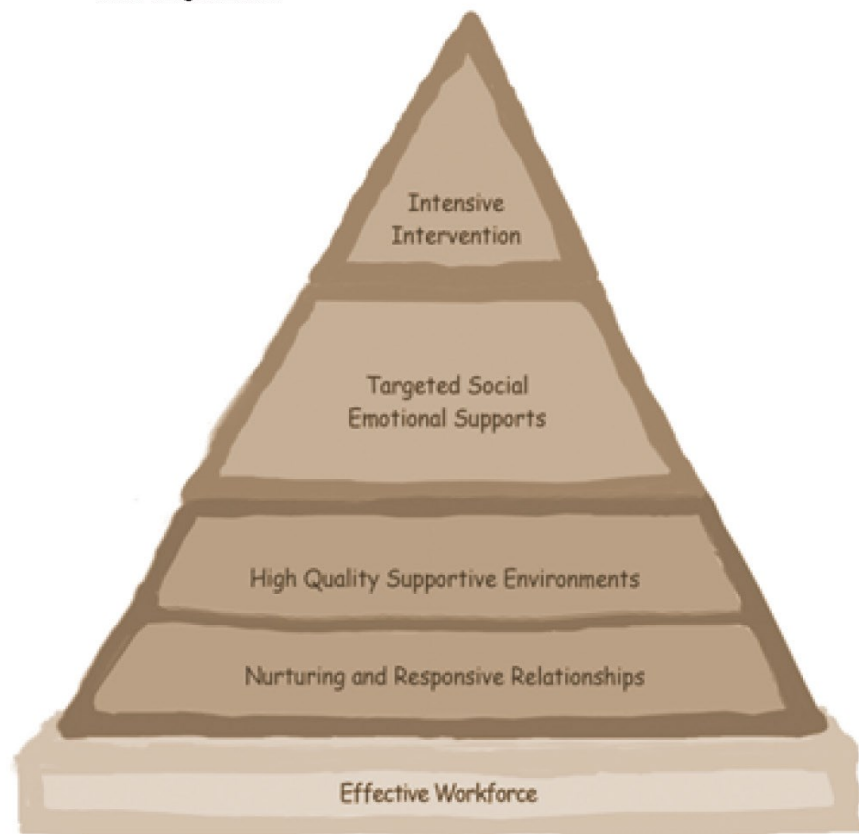 Intensive
Intervention
Targeted Social
Emotional Supports
High Quality Supportive Environments
Nurturing and Responsive Relationships
Effective Workforce